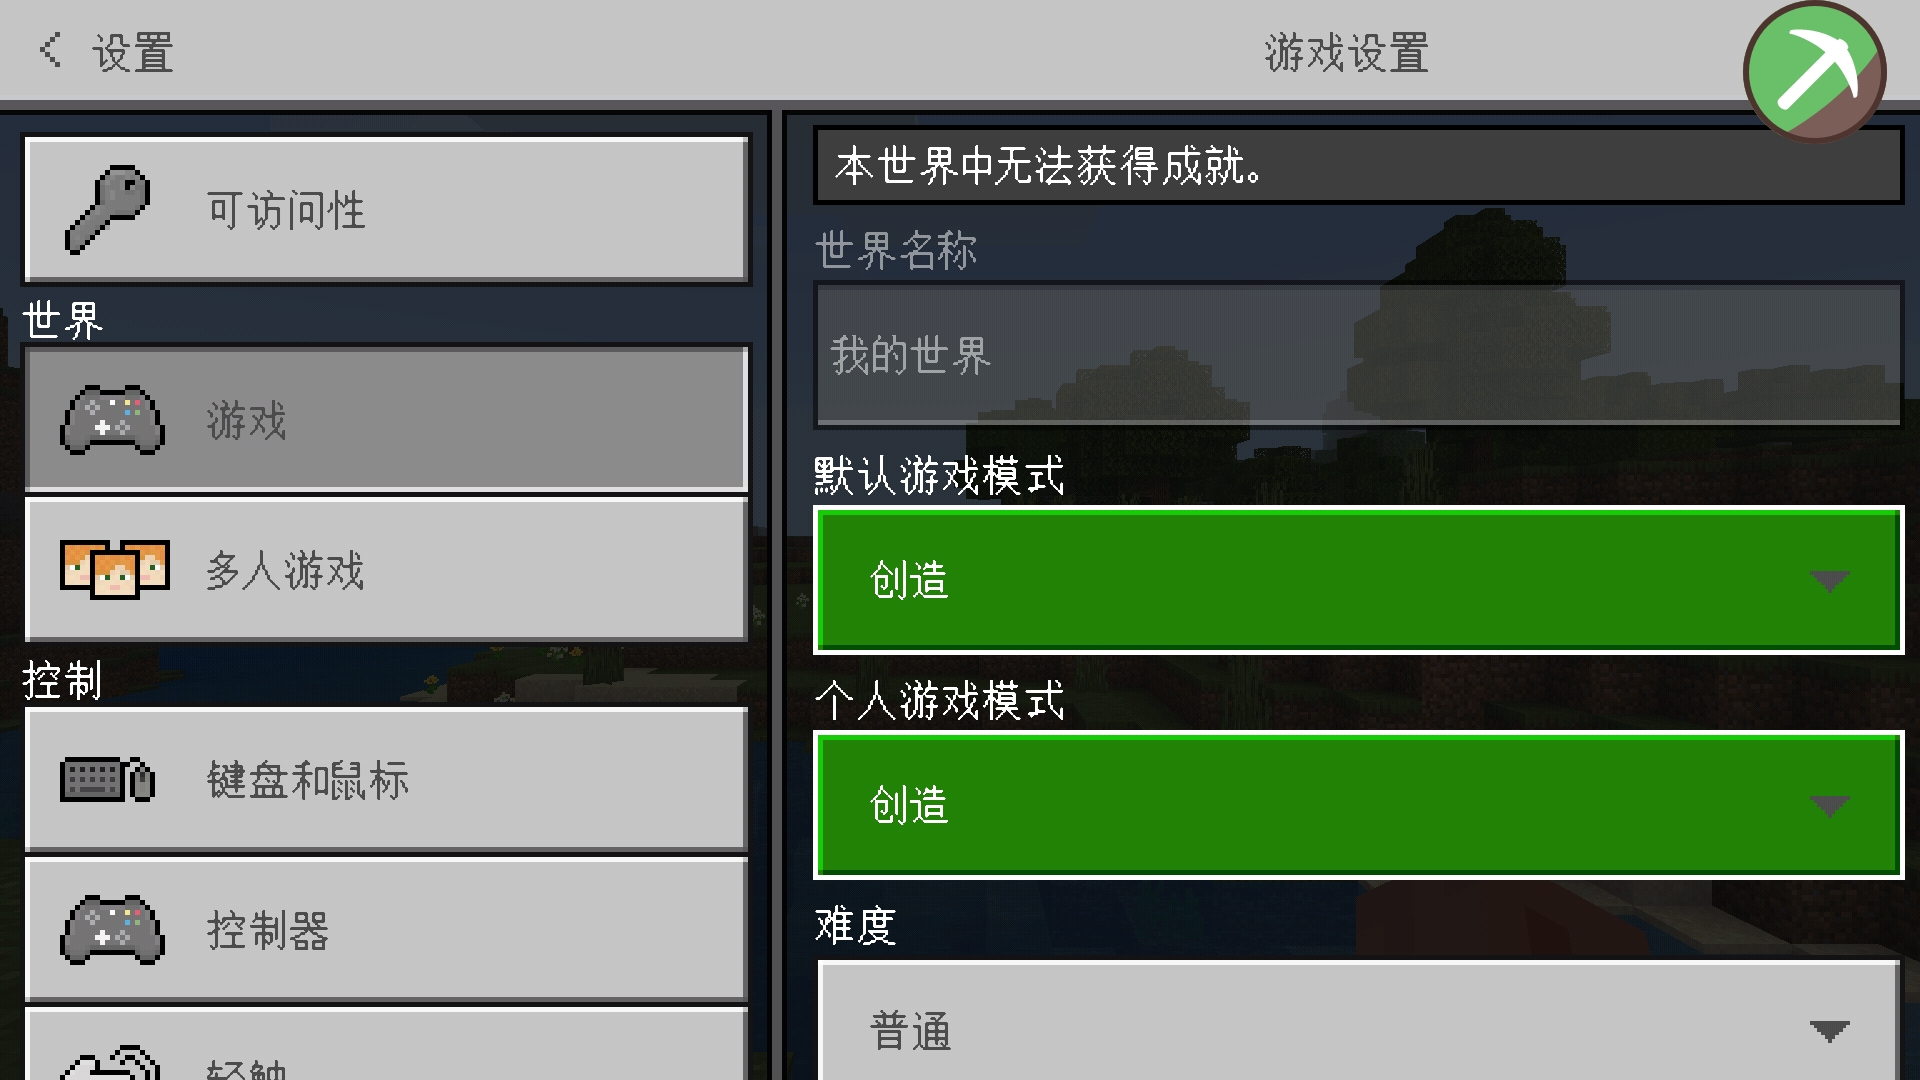 设置
游戏设置
可访问性
世界
游戏
多人游戏
控制
键盘和鼠标
控制器
轻触
本世界中无法获得成就。
世界名称
我的世界
默认游戏模式
创造
个人游戏模式
创造
难度
普通